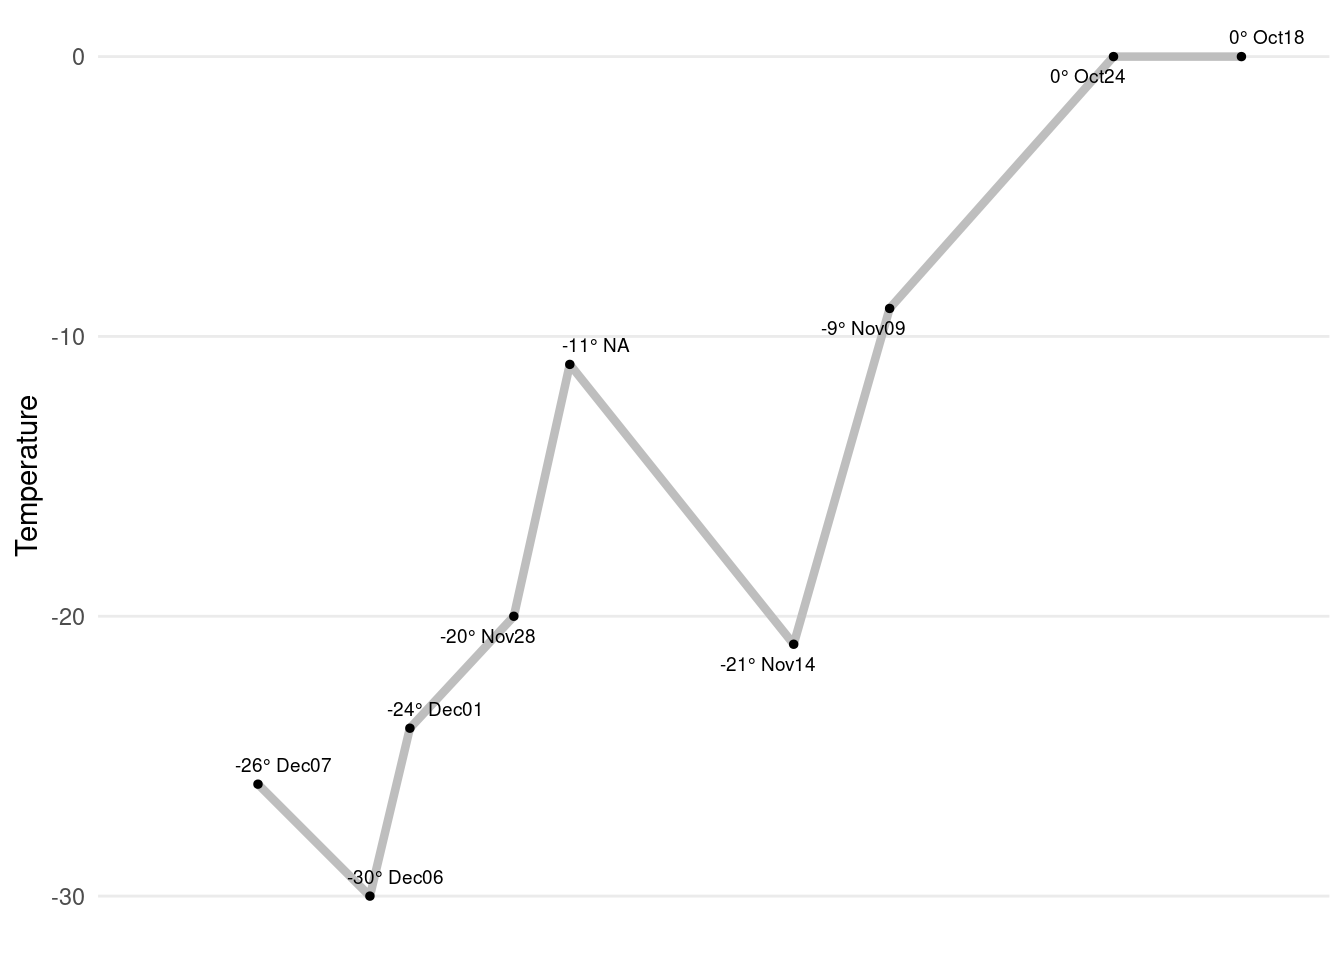 0° Oct18
0
0° Oct24
-9° Nov09
-10
-11° NA
Temperature
-20
-20° Nov28
-21° Nov14
-24° Dec01
-26° Dec07
-30° Dec06
-30